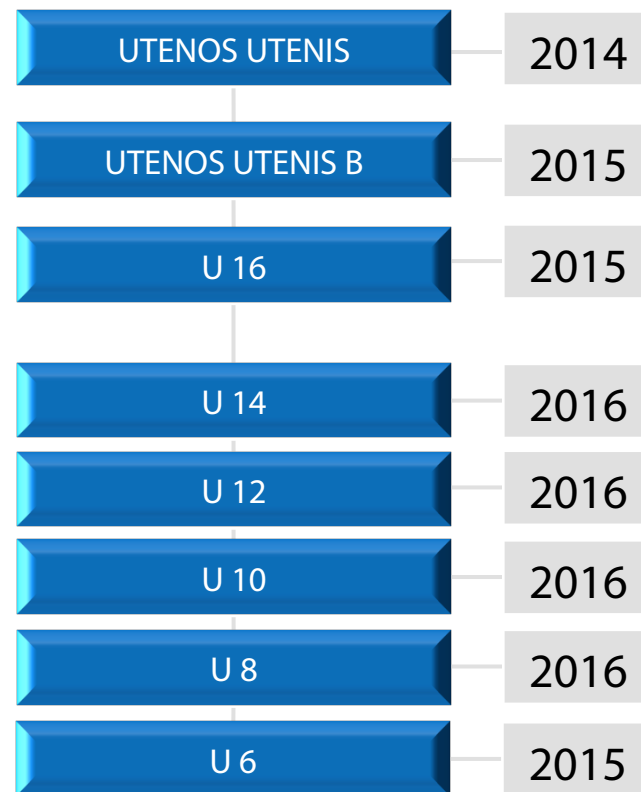 UTENOS UTENIS 2014
UTENOS UTENIS B 2015
U 16 2015
U 14 2016
U 12 2016
U 10 2016
U 8 2016
U 6 2015